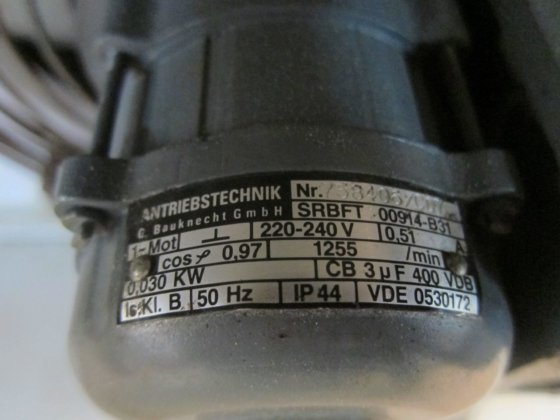 ANTRIEBSTECHNIK Nr.
G. Bauknecht GmbH SRBFT 00914-B31
1~Mot ⊥ 220-240 V 0,51 A
cos φ 0,97 1255 /min
0,030 KW CB 3 µF 400 VDB
Is.Kl. B 50 Hz IP 44 VDE 0530172